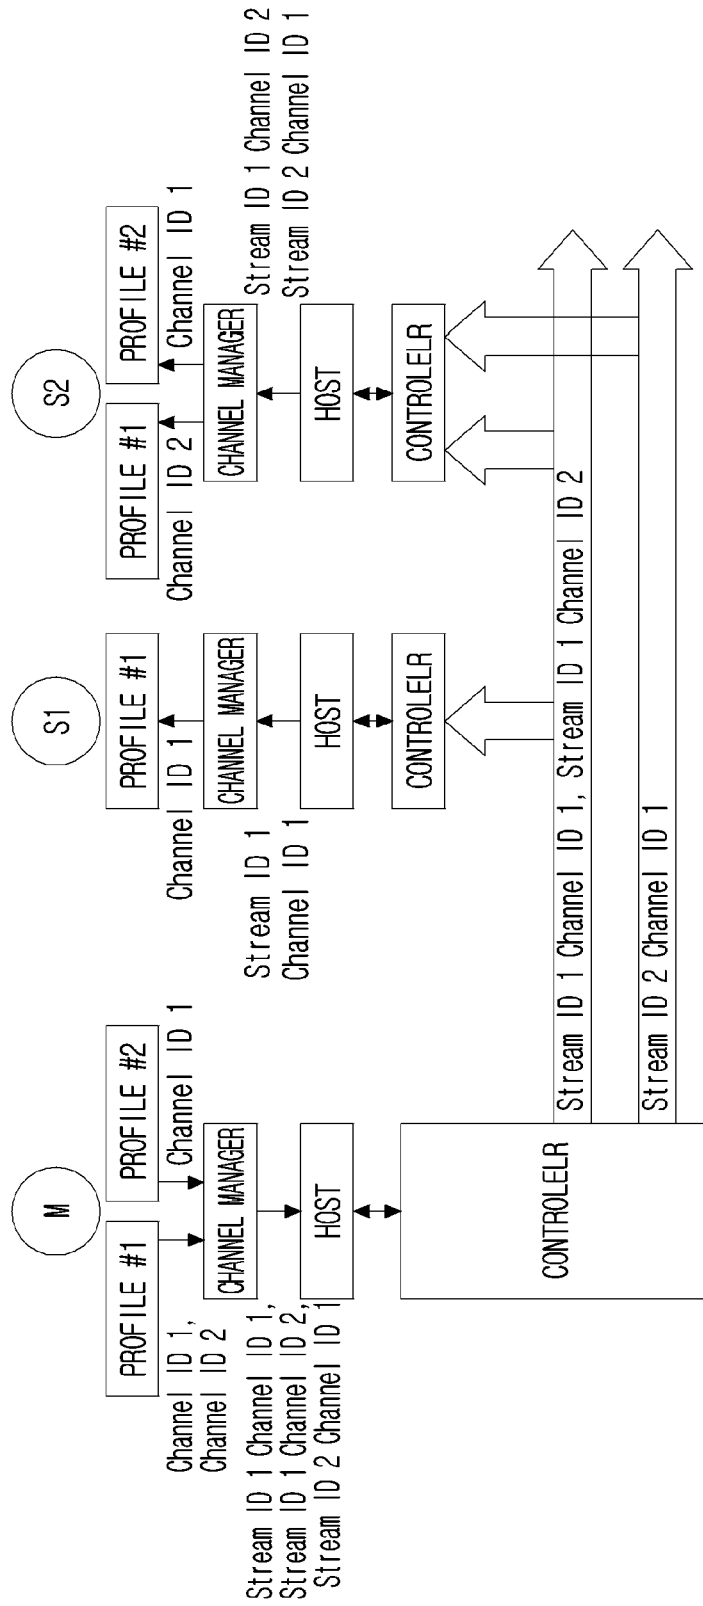 M
PROFILE #1
PROFILE #2
Channel ID 1,
Channel ID 2
Channel ID 1
CHANNEL MANAGER
Stream ID 1 Channel ID 1,
Stream ID 1 Channel ID 2,
Stream ID 2 Channel ID 1
HOST
CONTROLELR
S1
PROFILE #1
Channel ID 1
CHANNEL MANAGER
Stream ID 1
Channel ID 1
HOST
CONTROLELR
S2
PROFILE #1
PROFILE #2
Channel ID 2
Channel ID 1
CHANNEL MANAGER
Stream ID 1 Channel ID 2
Stream ID 2 Channel ID 1
HOST
CONTROLELR
Stream ID 1 Channel ID 1, Stream ID 1 Channel ID 2
Stream ID 2 Channel ID 1